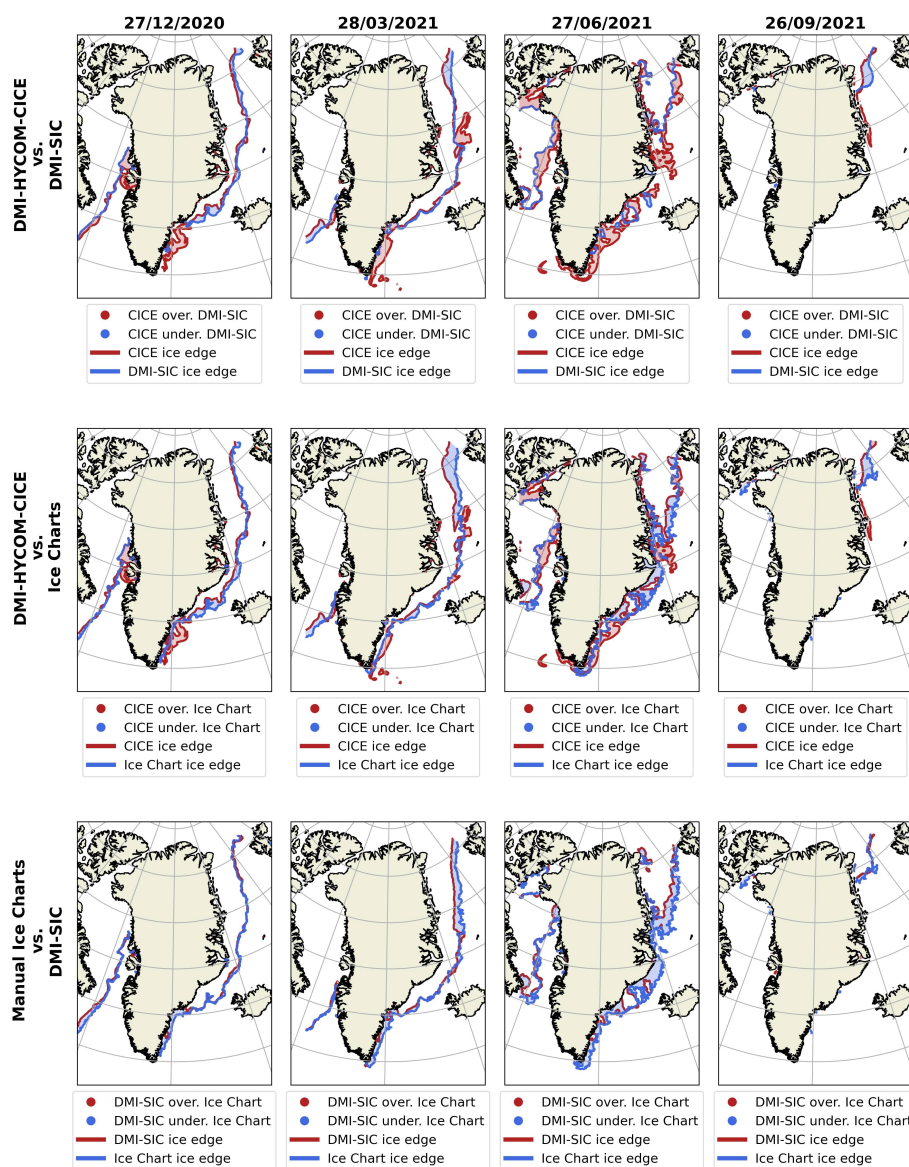 27/12/2020
28/03/2021
27/06/2021
26/09/2021
DMI-HYCOM-CICE
vs.
DMI-SIC
CICE over. DMI-SIC
CICE under. DMI-SIC
CICE ice edge
DMI-SIC ice edge
CICE over. DMI-SIC
CICE under. DMI-SIC
CICE ice edge
DMI-SIC ice edge
CICE over. DMI-SIC
CICE under. DMI-SIC
CICE ice edge
DMI-SIC ice edge
CICE over. DMI-SIC
CICE under. DMI-SIC
CICE ice edge
DMI-SIC ice edge
DMI-HYCOM-CICE
vs.
Ice Charts
CICE over. Ice Chart
CICE under. Ice Chart
CICE ice edge
Ice Chart ice edge
CICE over. Ice Chart
CICE under. Ice Chart
CICE ice edge
Ice Chart ice edge
CICE over. Ice Chart
CICE under. Ice Chart
CICE ice edge
Ice Chart ice edge
CICE over. Ice Chart
CICE under. Ice Chart
CICE ice edge
Ice Chart ice edge
Manual Ice Charts
vs.
DMI-SIC
DMI-SIC over. Ice Chart
DMI-SIC under. Ice Chart
DMI-SIC ice edge
Ice Chart ice edge
DMI-SIC over. Ice Chart
DMI-SIC under. Ice Chart
DMI-SIC ice edge
Ice Chart ice edge
DMI-SIC over. Ice Chart
DMI-SIC under. Ice Chart
DMI-SIC ice edge
Ice Chart ice edge
DMI-SIC over. Ice Chart
DMI-SIC under. Ice Chart
DMI-SIC ice edge
Ice Chart ice edge